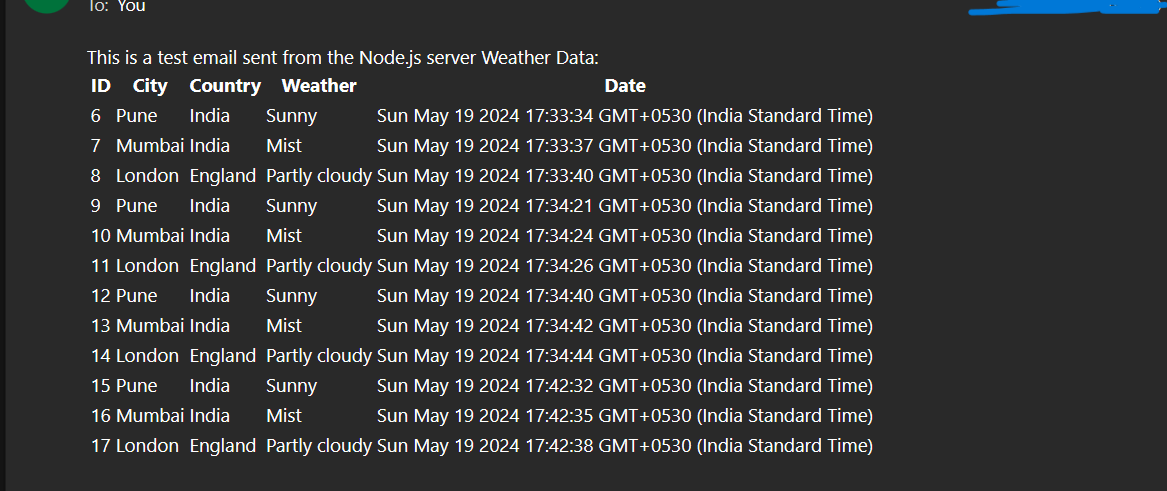 To: You
This is a test email sent from the Node.js server Weather Data:
ID City Country Weather Date
6 Pune India Sunny Sun May 19 2024 17:33:34 GMT+0530 (India Standard Time)
7 Mumbai India Mist Sun May 19 2024 17:33:37 GMT+0530 (India Standard Time)
8 London England Partly cloudy Sun May 19 2024 17:33:40 GMT+0530 (India Standard Time)
9 Pune India Sunny Sun May 19 2024 17:34:21 GMT+0530 (India Standard Time)
10 Mumbai India Mist Sun May 19 2024 17:34:24 GMT+0530 (India Standard Time)
11 London England Partly cloudy Sun May 19 2024 17:34:26 GMT+0530 (India Standard Time)
12 Pune India Sunny Sun May 19 2024 17:34:40 GMT+0530 (India Standard Time)
13 Mumbai India Mist Sun May 19 2024 17:34:42 GMT+0530 (India Standard Time)
14 London England Partly cloudy Sun May 19 2024 17:34:44 GMT+0530 (India Standard Time)
15 Pune India Sunny Sun May 19 2024 17:42:32 GMT+0530 (India Standard Time)
16 Mumbai India Mist Sun May 19 2024 17:42:35 GMT+0530 (India Standard Time)
17 London England Partly cloudy Sun May 19 2024 17:42:38 GMT+0530 (India Standard Time)